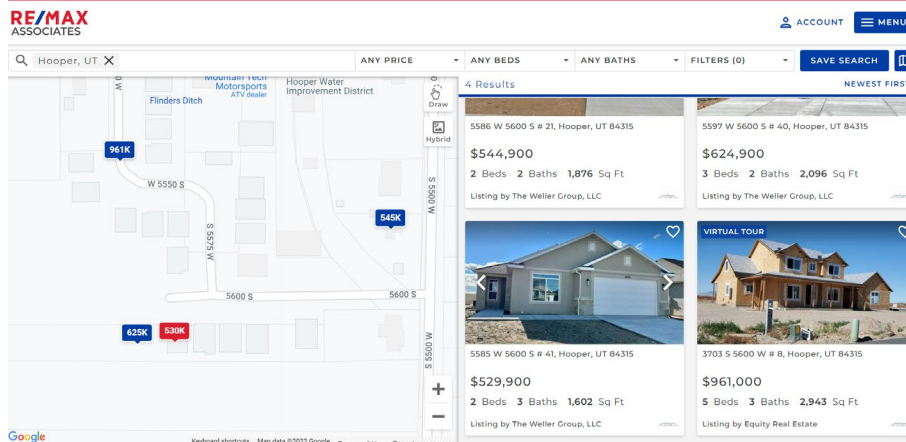 RE/MAX
ASSOCIATES
ACCOUNT
MENU
Hooper, UT
ANY PRICE
ANY BEDS
ANY BATHS
FILTERS (0)
SAVE SEARCH
4 Results
NEWEST FIRST
Mountain Tech
Motorsports
ATV dealer
Hooper Water
Improvement District
Flinders Ditch
Draw
Hybrid
961K
W 5550 S
S 5500 W
545K
S 5575 W
5600 S
5600 S
625K
530K
S 5500 W
Google
Keyboard shortcuts
Map data ©2022 Google
5586 W 5600 S # 21, Hooper, UT 84315
$544,900
2 Beds 2 Baths 1,876 Sq Ft
Listing by The Weller Group, LLC
5597 W 5600 S # 40, Hooper, UT 84315
$624,900
3 Beds 2 Baths 2,096 Sq Ft
Listing by The Weller Group, LLC
5585 W 5600 S # 41, Hooper, UT 84315
$529,900
2 Beds 3 Baths 1,602 Sq Ft
Listing by The Weller Group, LLC
VIRTUAL TOUR
3703 S 5600 W # 8, Hooper, UT 84315
$961,000
5 Beds 3 Baths 2,943 Sq Ft
Listing by Equity Real Estate